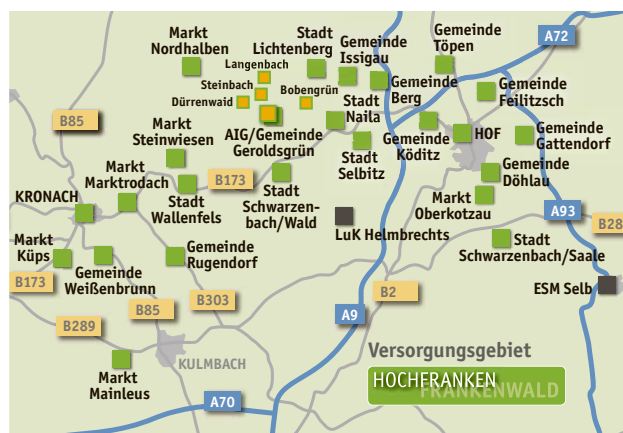 Markt
Nordhalben
Stadt
Lichtenberg
Gemeinde
Issigau
Gemeinde
Töpen
A72
Langenbach
Steinbach
Bobengrün
Dürrenwald
Gemeinde
Berg
Gemeinde
Feilitzsch
B85
Markt
Steinwiesen
AIG/Gemeinde
Geroldsgrün
Stadt
Naila
Stadt
Selbitz
Gemeinde
Köditz
HOF
Gemeinde
Gattendorf
Markt
Marktrodach
B173
Stadt
Wallenfels
Stadt
Schwarzen-
bach/Wald
Gemeinde
Döhlau
Markt
Oberkotzau
KRONACH
A93
B28
LuK Helmbrechts
Markt
Küps
Gemeinde
Weißenbrunn
Gemeinde
Rugendorf
Stadt
Schwarzenbach/Saale
B173
B85
B303
B2
ESM Selb
B289
A9
KULMBACH
Markt
Mainleus
A70
Versorgungsgebiet
HOCHFRANKEN
FRANKENWALD